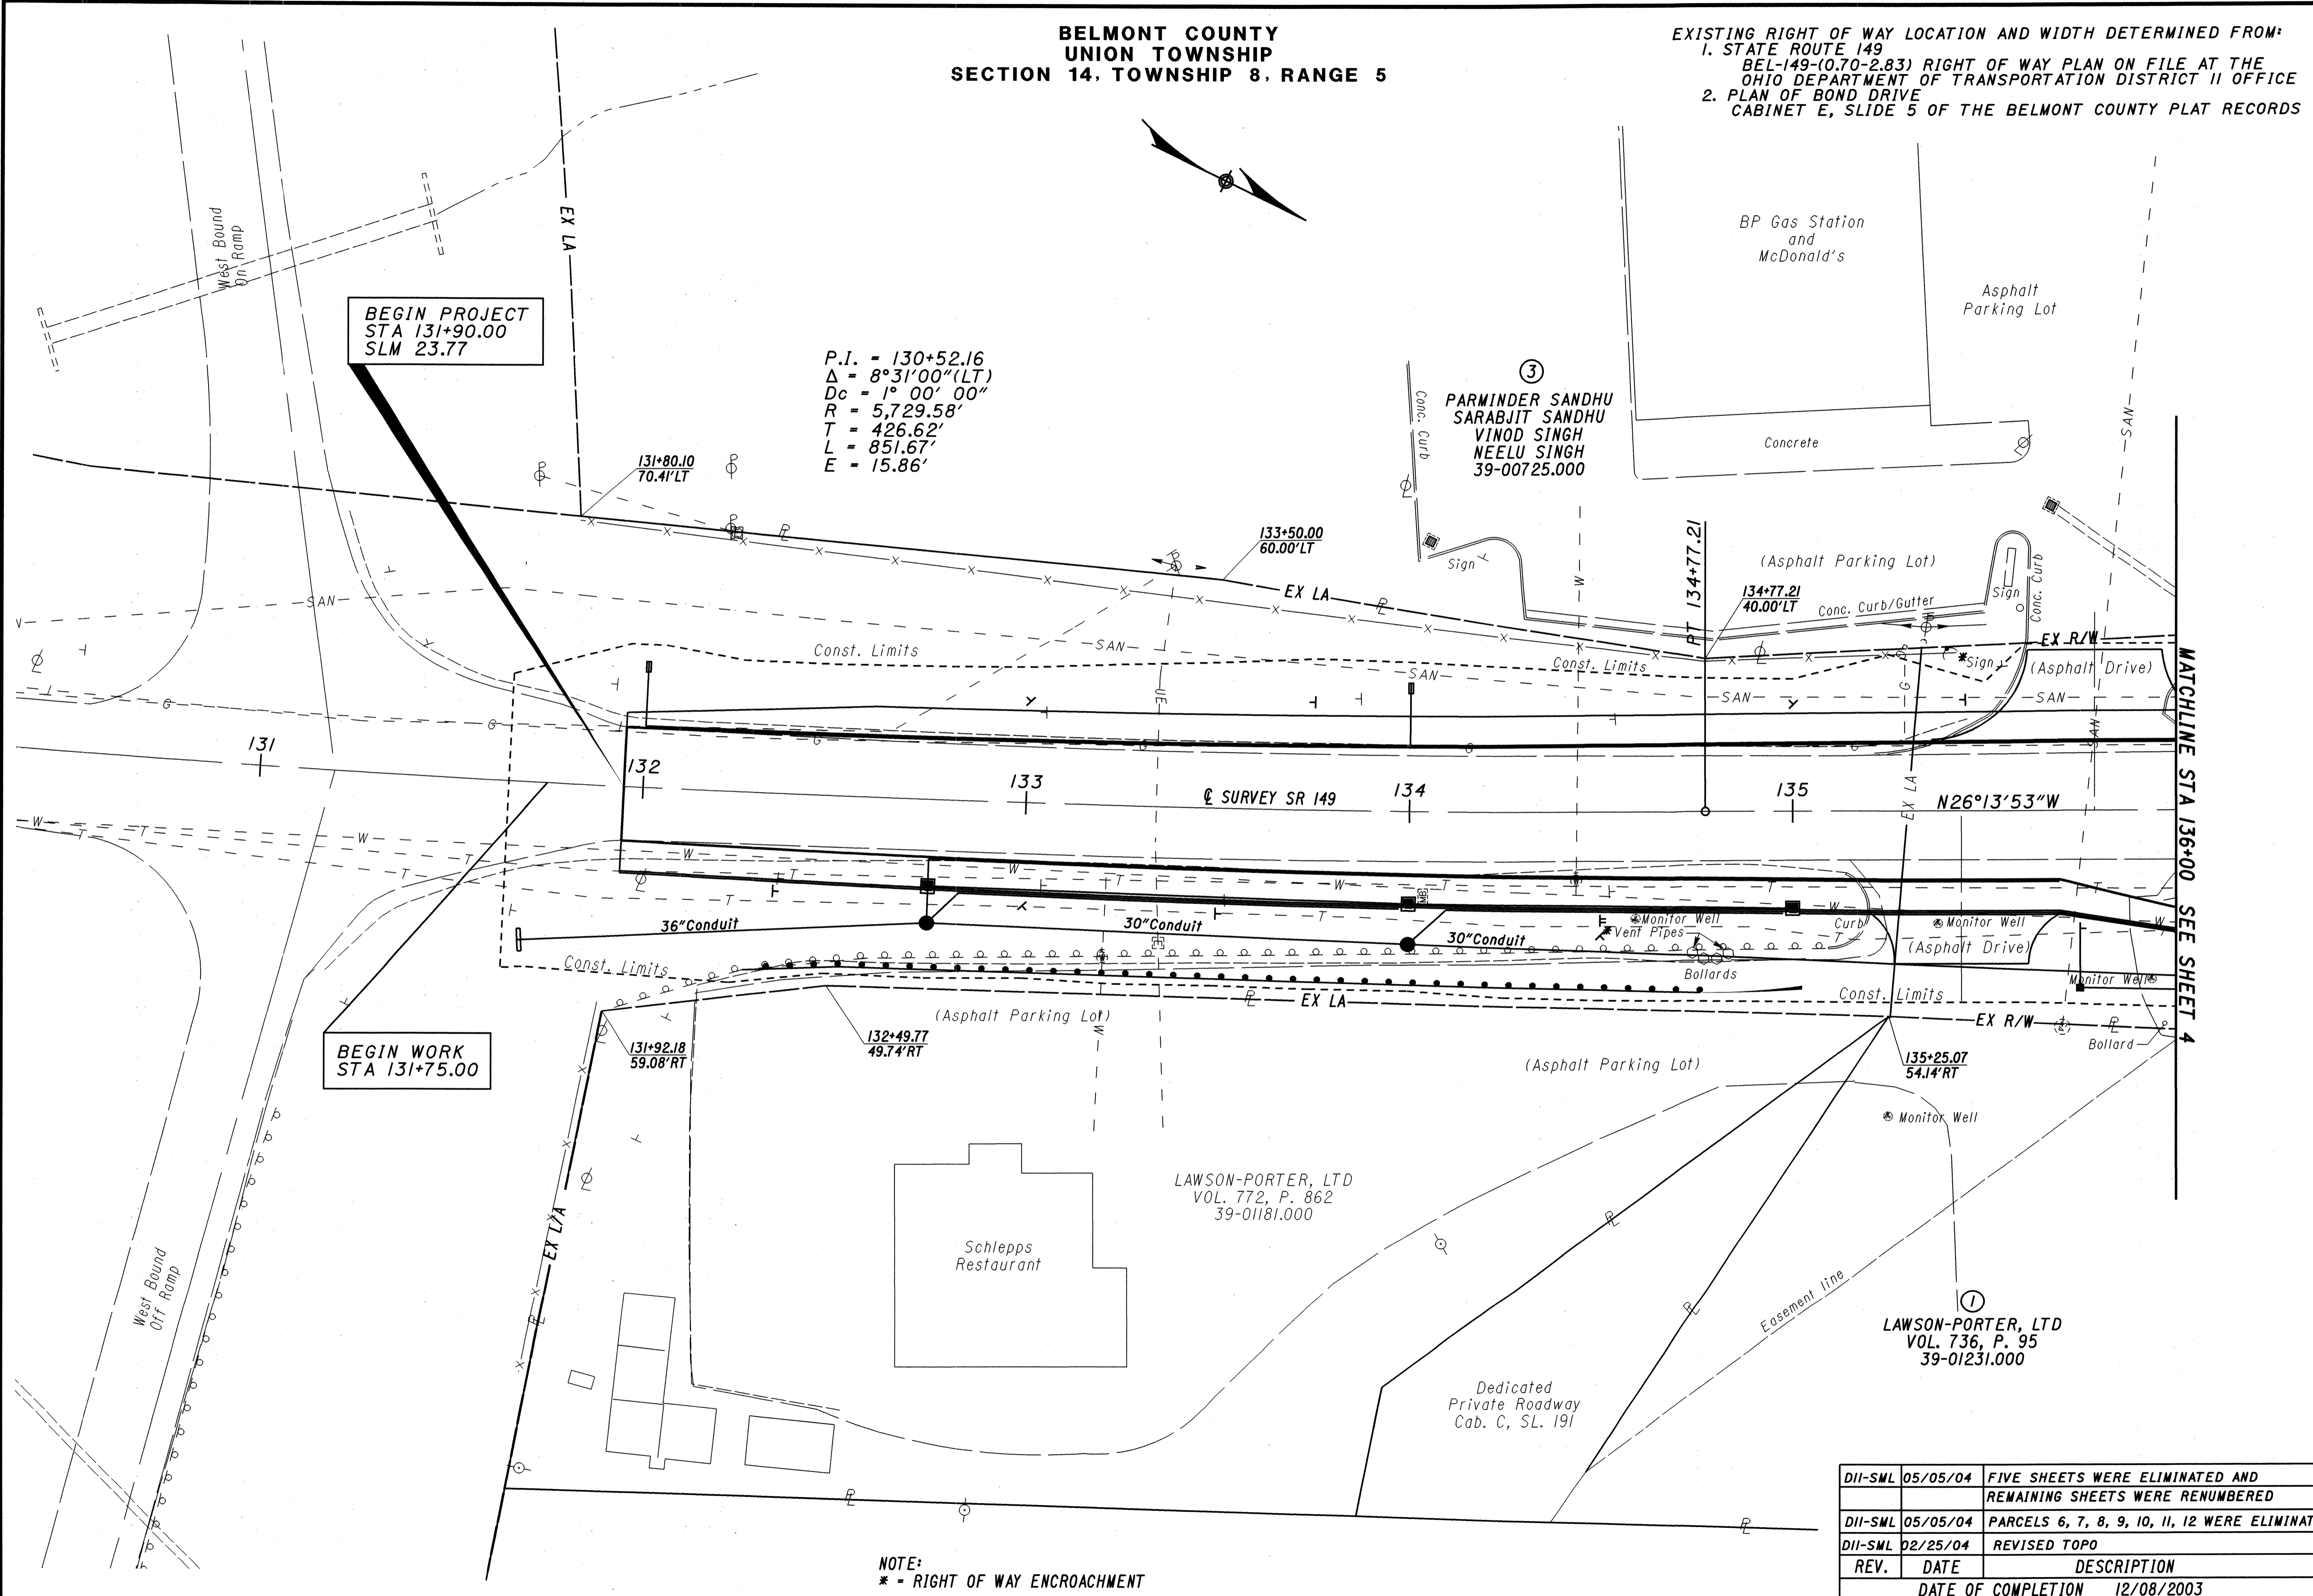 BELMONT COUNTY
UNION TOWNSHIP
SECTION 14, TOWNSHIP 8, RANGE 5
EXISTING RIGHT OF WAY LOCATION AND WIDTH DETERMINED FROM:
1. STATE ROUTE 149
BEL-149-(0.70-2.83) RIGHT OF WAY PLAN ON FILE AT THE
OHIO DEPARTMENT OF TRANSPORTATION DISTRICT 11 OFFICE
2. PLAN OF BOND DRIVE
CABINET E, SLIDE 5 OF THE BELMONT COUNTY PLAT RECORDS
West Bound
On Ramp
EX LA
BP Gas Station
and
McDonald's
Asphalt
Parking Lot
SAN
BEGIN PROJECT
STA 131+90.00
SLM 23.77
P.I. = 130+52.16
Δ = 8°31'00"(LT)
Dc = 1° 00' 00"
R = 5,729.58'
T = 426.62'
L = 851.67'
E = 15.86'
3
PARMINDER SANDHU
SARABJIT SANDHU
VINOD SINGH
NEELU SINGH
39-00725.000
Conc. Curb
Concrete
131+80.10
70.41'LT
133+50.00
60.00'LT
EX LA
Sign
W
PT 134+77.21
134+77.21
40.00'LT
(Asphalt Parking Lot)
Conc. Curb/Gutter
Sign
Conc. Curb
SAN
Const. Limits
SAN
Const. Limits
SAN
SAN
* Sign
EX R/W
(Asphalt Drive)
SAN
SAN
UE
G
G
G
G
G
G
G
131
132
133
134
135
℄ SURVEY SR 149
EX LA
N26°13'53"W
MATCHLINE STA 136+00 SEE SHEET 4
W
T
T
W
W
T
T
W
T
T
W
T
T
W
T
T
W
MB
36"Conduit
30"Conduit
30"Conduit
Monitor Well
* Vent Pipes
Curb
Monitor Well
(Asphalt Drive)
Bollards
Monitor Well
Const. Limits
Const. Limits
EX LA
EX R/W
Bollard
(Asphalt Parking Lot)
W
BEGIN WORK
STA 131+75.00
131+92.18
59.08'RT
132+49.77
49.74'RT
(Asphalt Parking Lot)
135+25.07
54.14'RT
Monitor Well
EX L/A
LAWSON-PORTER, LTD
VOL. 772, P. 862
39-01181.000
Schlepps
Restaurant
West Bound
Off Ramp
Easement line
1
LAWSON-PORTER, LTD
VOL. 736, P. 95
39-01231.000
Dedicated
Private Roadway
Cab. C, SL. 191
NOTE:
* = RIGHT OF WAY ENCROACHMENT
D11-SML 05/05/04 FIVE SHEETS WERE ELIMINATED AND
REMAINING SHEETS WERE RENUMBERED
D11-SML 05/05/04 PARCELS 6, 7, 8, 9, 10, 11, 12 WERE ELIMINAT
D11-SML 02/25/04 REVISED TOPO
REV. DATE DESCRIPTION
DATE OF COMPLETION 12/08/2003